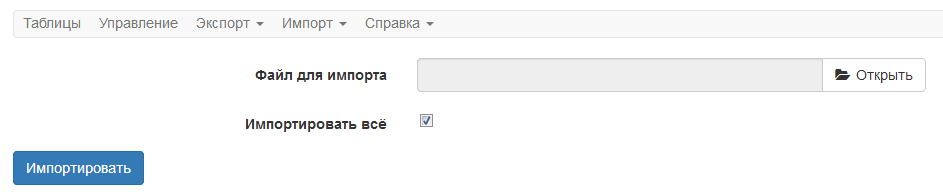 Таблицы Управление Экспорт Импорт Справка
Файл для импорта Открыть
Импортировать всё
Импортировать